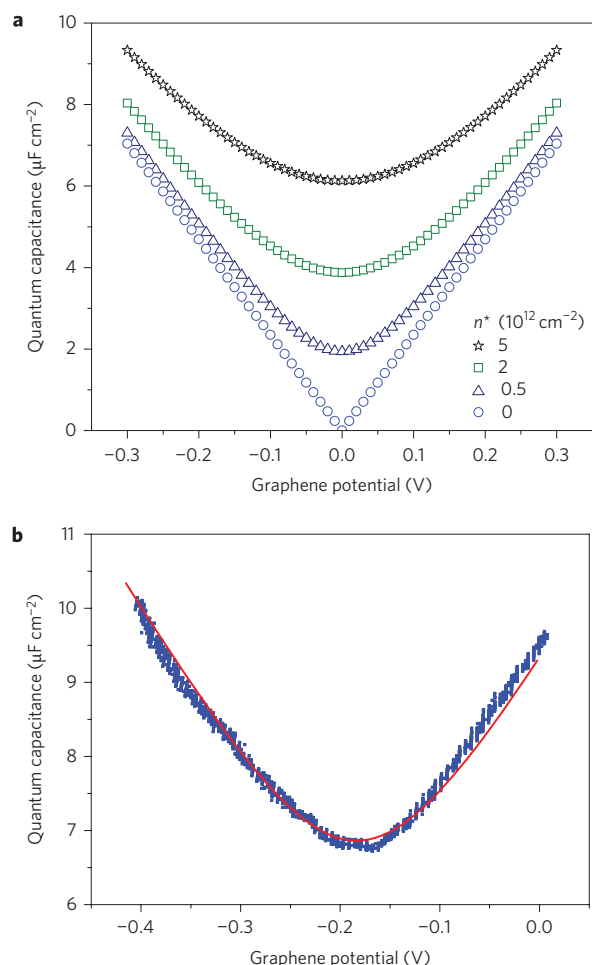 a
10
8
6
4
2
0
Quantum capacitance (µF cm⁻²)
n* (10¹² cm⁻²)
5
2
0.5
0
−0.3 −0.2 −0.1 0.0 0.1 0.2 0.3
Graphene potential (V)
b
11
10
9
8
7
6
Quantum capacitance (µF cm⁻²)
−0.4 −0.3 −0.2 −0.1 0.0
Graphene potential (V)